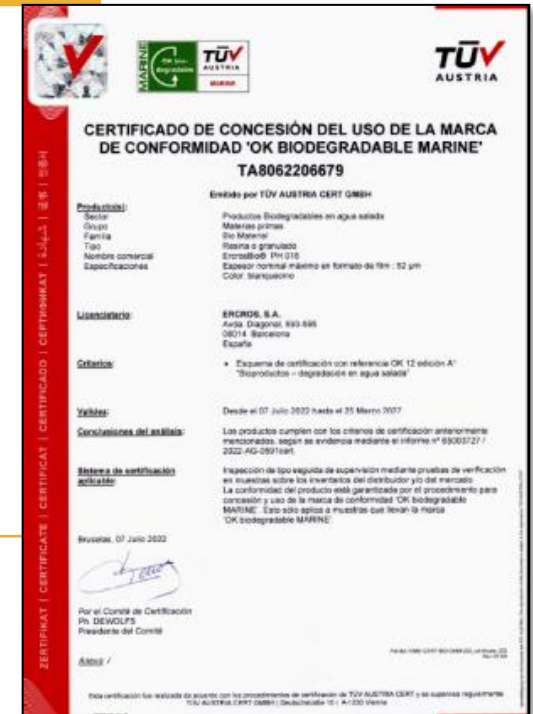 MARINE
OK bio-
degradable
TÜV
AUSTRIA
MARINE
TÜV
AUSTRIA
CERTIFICADO DE CONCESIÓN DEL USO DE LA MARCA
DE CONFORMIDAD 'OK BIODEGRADABLE MARINE'
TA8062206679
Emitido por TÜV AUSTRIA CERT GMBH
Producto(s):
Sector Productos Biodegradables en agua salada
Grupo Materias primas
Familia Bio Material
Tipo Resina o granulado
Nombre comercial ErcrosBio® PH 018
Especificaciones Espesor nominal máximo en formato de film : 52 µm
Color: blanquecino
Licenciatario: ERCROS, S.A.
Avda. Diagonal, 593-595
08014 Barcelona
España
Criterios: • Esquema de certificación con referencia OK 12 edición A"
"Bioproductos – degradación en agua salada"
Validez: Desde el 07 Julio 2022 hasta el 25 Marzo 2027
Conclusiones del análisis: Los productos cumplen con los criterios de certificación anteriormente
mencionados, según se evidencia mediante el informe nº
Sistema de certificación
aplicable: Inspección de tipo seguida de supervisión mediante pruebas de verificación
en muestras sobre los inventarios del distribuidor y/o del mercado
La conformidad del producto está garantizada por el procedimiento para
concesión y uso de la marca de conformidad 'OK biodegradable
MARINE'. Esto sólo aplica a muestras que llevan la marca
'OK biodegradable MARINE'.
Bruselas, 07 Julio 2022
Por el Comité de Certificación
Ph. DEWOLFS
Presidente del Comité
Anexo /
Esta certificación fue realizada de acuerdo con los procedimientos de certificación de TÜV AUSTRIA CERT y se supervisa regularmente
TÜV AUSTRIA CERT GMBH | Deutschstraße 10 | A-1230 Vienna
ZERTIFIKAT | CERTIFICATE | CERTIFICAT | CERTIFICADO | СЕРТИФИКАТ